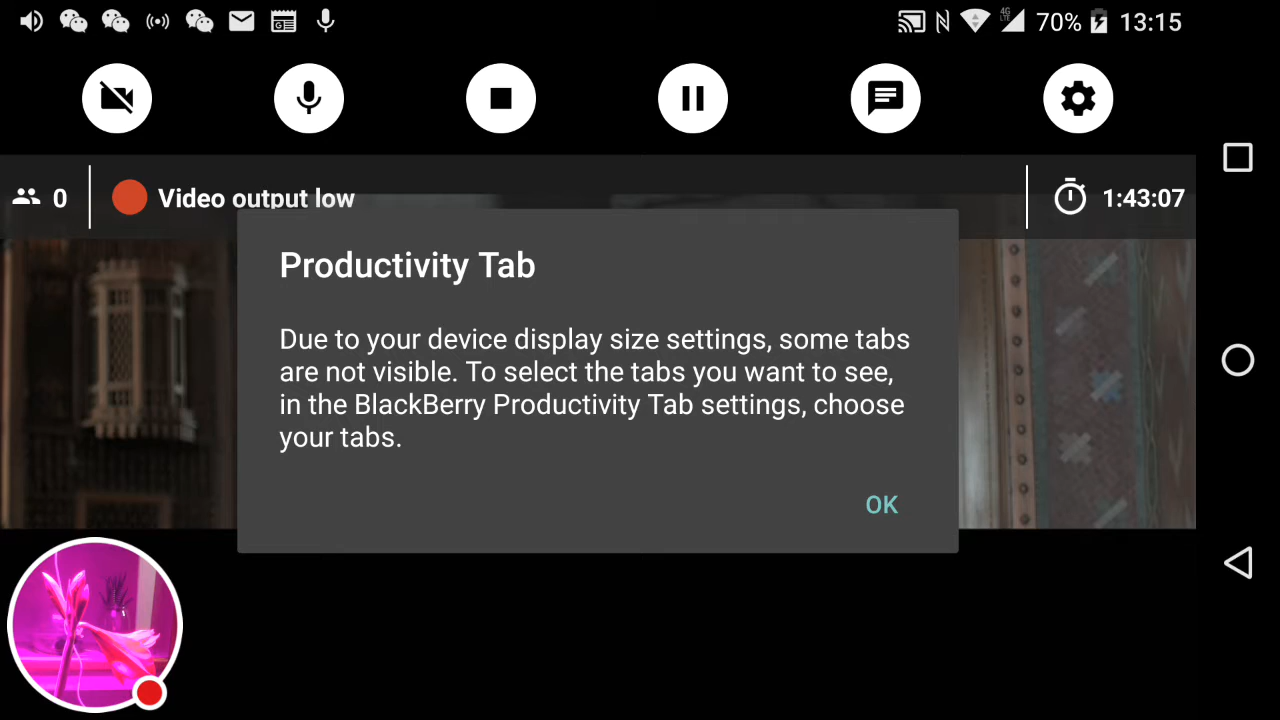 4G
LTE
70%
13:15
0
Video output low
1:43:07
Productivity Tab
Due to your device display size settings, some tabs
are not visible. To select the tabs you want to see,
in the BlackBerry Productivity Tab settings, choose
your tabs.
OK